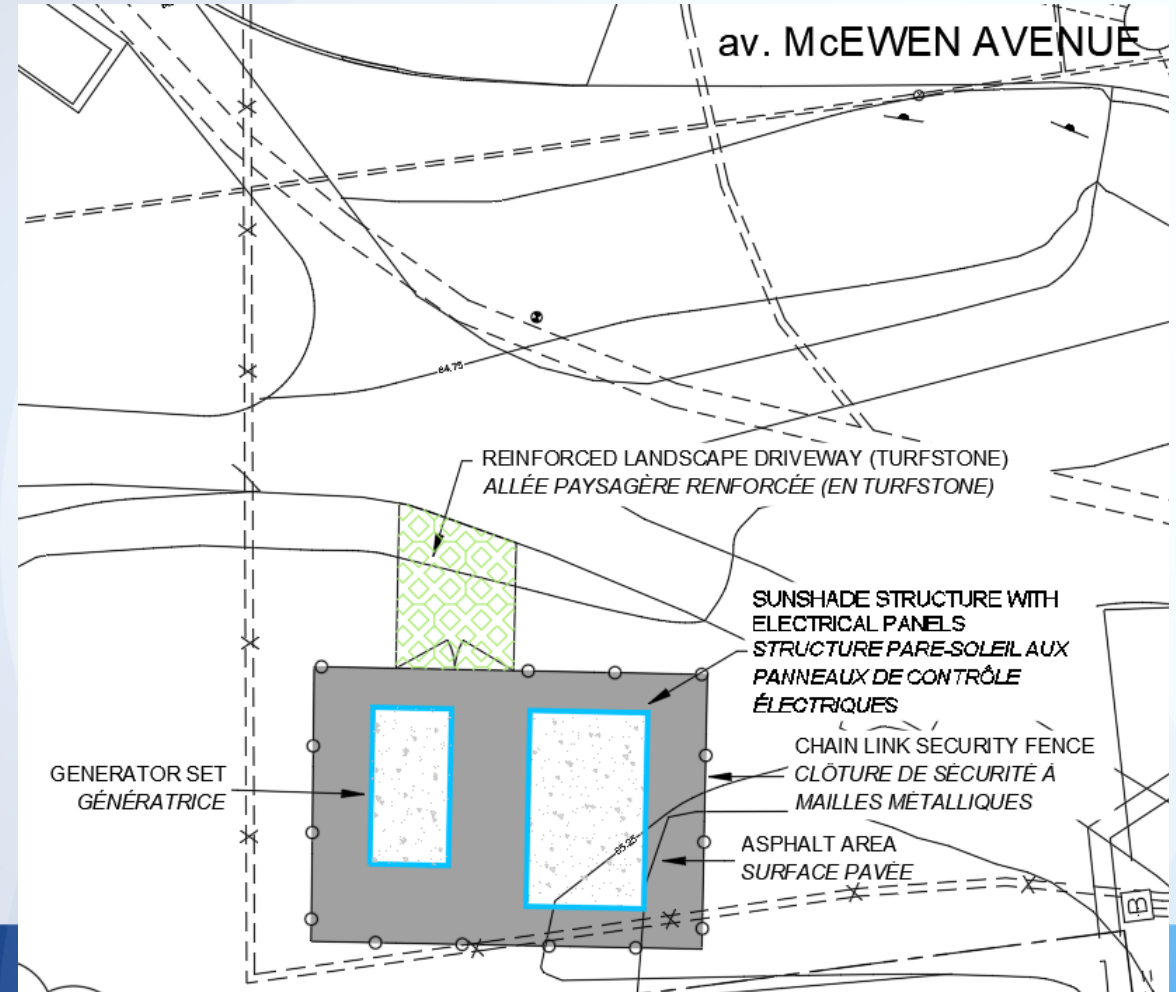 av. McEWEN AVENUE
64.75
REINFORCED LANDSCAPE DRIVEWAY (TURFSTONE)
ALLÉE PAYSAGÈRE RENFORCÉE (EN TURFSTONE)
SUNSHADE STRUCTURE WITH
ELECTRICAL PANELS
STRUCTURE PARE-SOLEIL AUX
PANNEAUX DE CONTRÔLE
ÉLECTRIQUES
CHAIN LINK SECURITY FENCE
CLÔTURE DE SÉCURITÉ À
MAILLES MÉTALLIQUES
GENERATOR SET
GÉNÉRATRICE
65.25
ASPHALT AREA
SURFACE PAVÉE
B